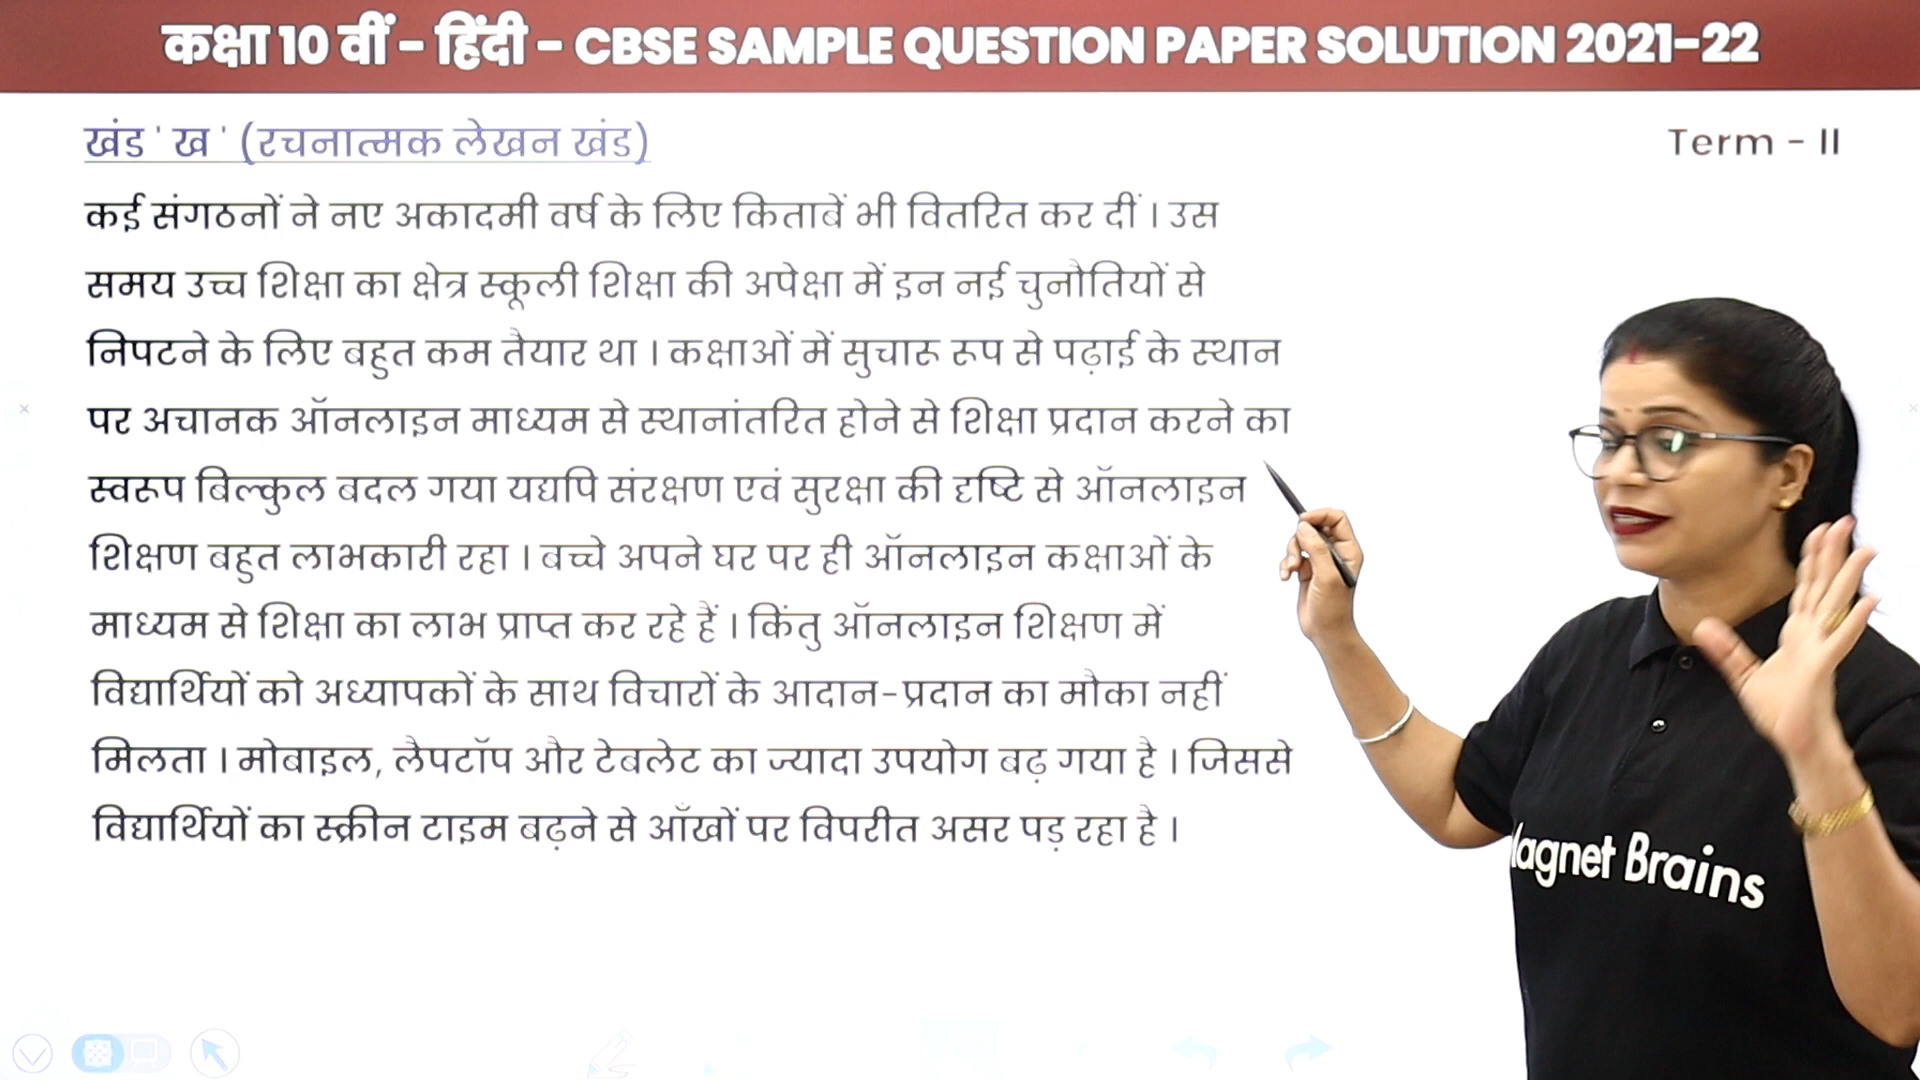 कक्षा 10 वीं - हिंदी - CBSE SAMPLE QUESTION PAPER SOLUTION 2021-22
खंड ' ख ' (रचनात्मक लेखन खंड)
Term - II
कई संगठनों ने नए अकादमी वर्ष के लिए किताबें भी वितरित कर दीं । उस
समय उच्च शिक्षा का क्षेत्र स्कूली शिक्षा की अपेक्षा में इन नई चुनौतियों से
निपटने के लिए बहुत कम तैयार था । कक्षाओं में सुचारू रूप से पढ़ाई के स्थान
पर अचानक ऑनलाइन माध्यम से स्थानांतरित होने से शिक्षा प्रदान करने का
स्वरूप बिल्कुल बदल गया यद्यपि संरक्षण एवं सुरक्षा की दृष्टि से ऑनलाइन
शिक्षण बहुत लाभकारी रहा । बच्चे अपने घर पर ही ऑनलाइन कक्षाओं के
माध्यम से शिक्षा का लाभ प्राप्त कर रहे हैं । किंतु ऑनलाइन शिक्षण में
विद्यार्थियों को अध्यापकों के साथ विचारों के आदान-प्रदान का मौका नहीं
मिलता । मोबाइल, लैपटॉप और टेबलेट का ज्यादा उपयोग बढ़ गया है । जिससे
विद्यार्थियों का स्क्रीन टाइम बढ़ने से आँखों पर विपरीत असर पड़ रहा है ।
Magnet Brains